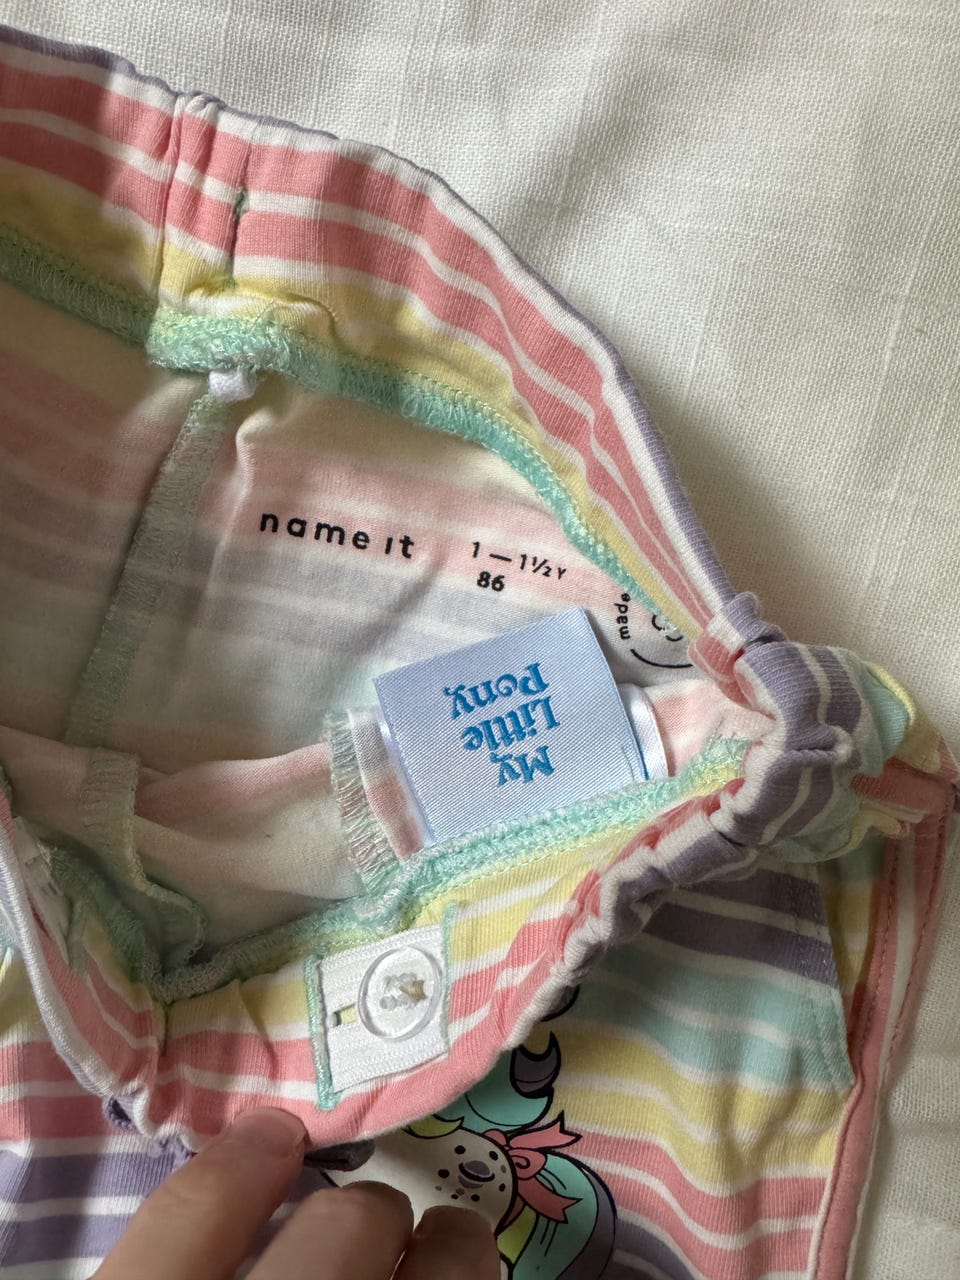 name it
1 – 1½ Y
86
made
My
Little
Pony